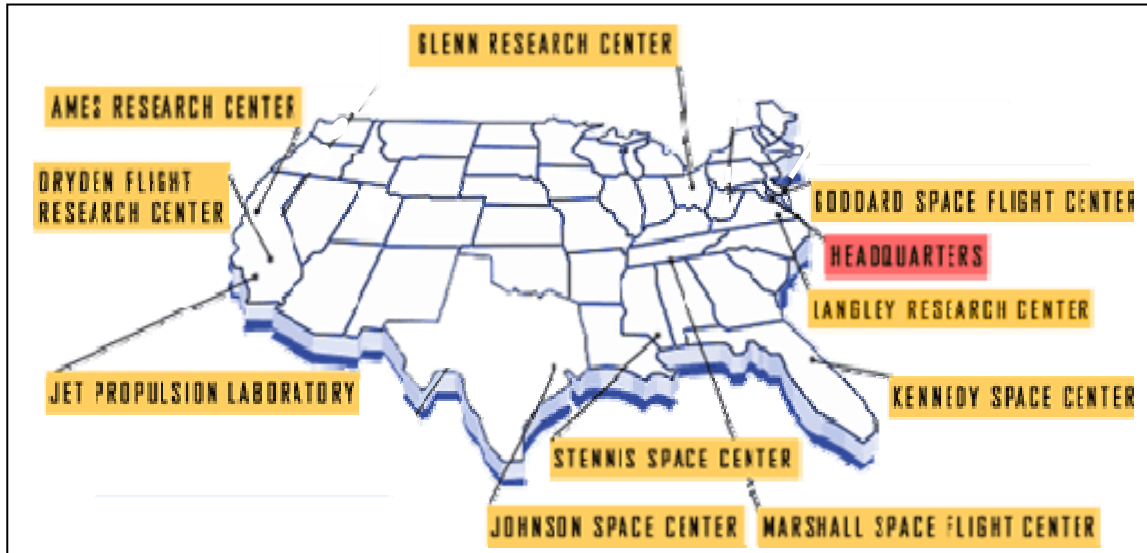 GLENN RESEARCH CENTER
AMES RESEARCH CENTER
DRYDEN FLIGHT
RESEARCH CENTER
GODDARD SPACE FLIGHT CENTER
HEADQUARTERS
LANGLEY RESEARCH CENTER
JET PROPULSION LABORATORY
KENNEDY SPACE CENTER
STENNIS SPACE CENTER
JOHNSON SPACE CENTER
MARSHALL SPACE FLIGHT CENTER